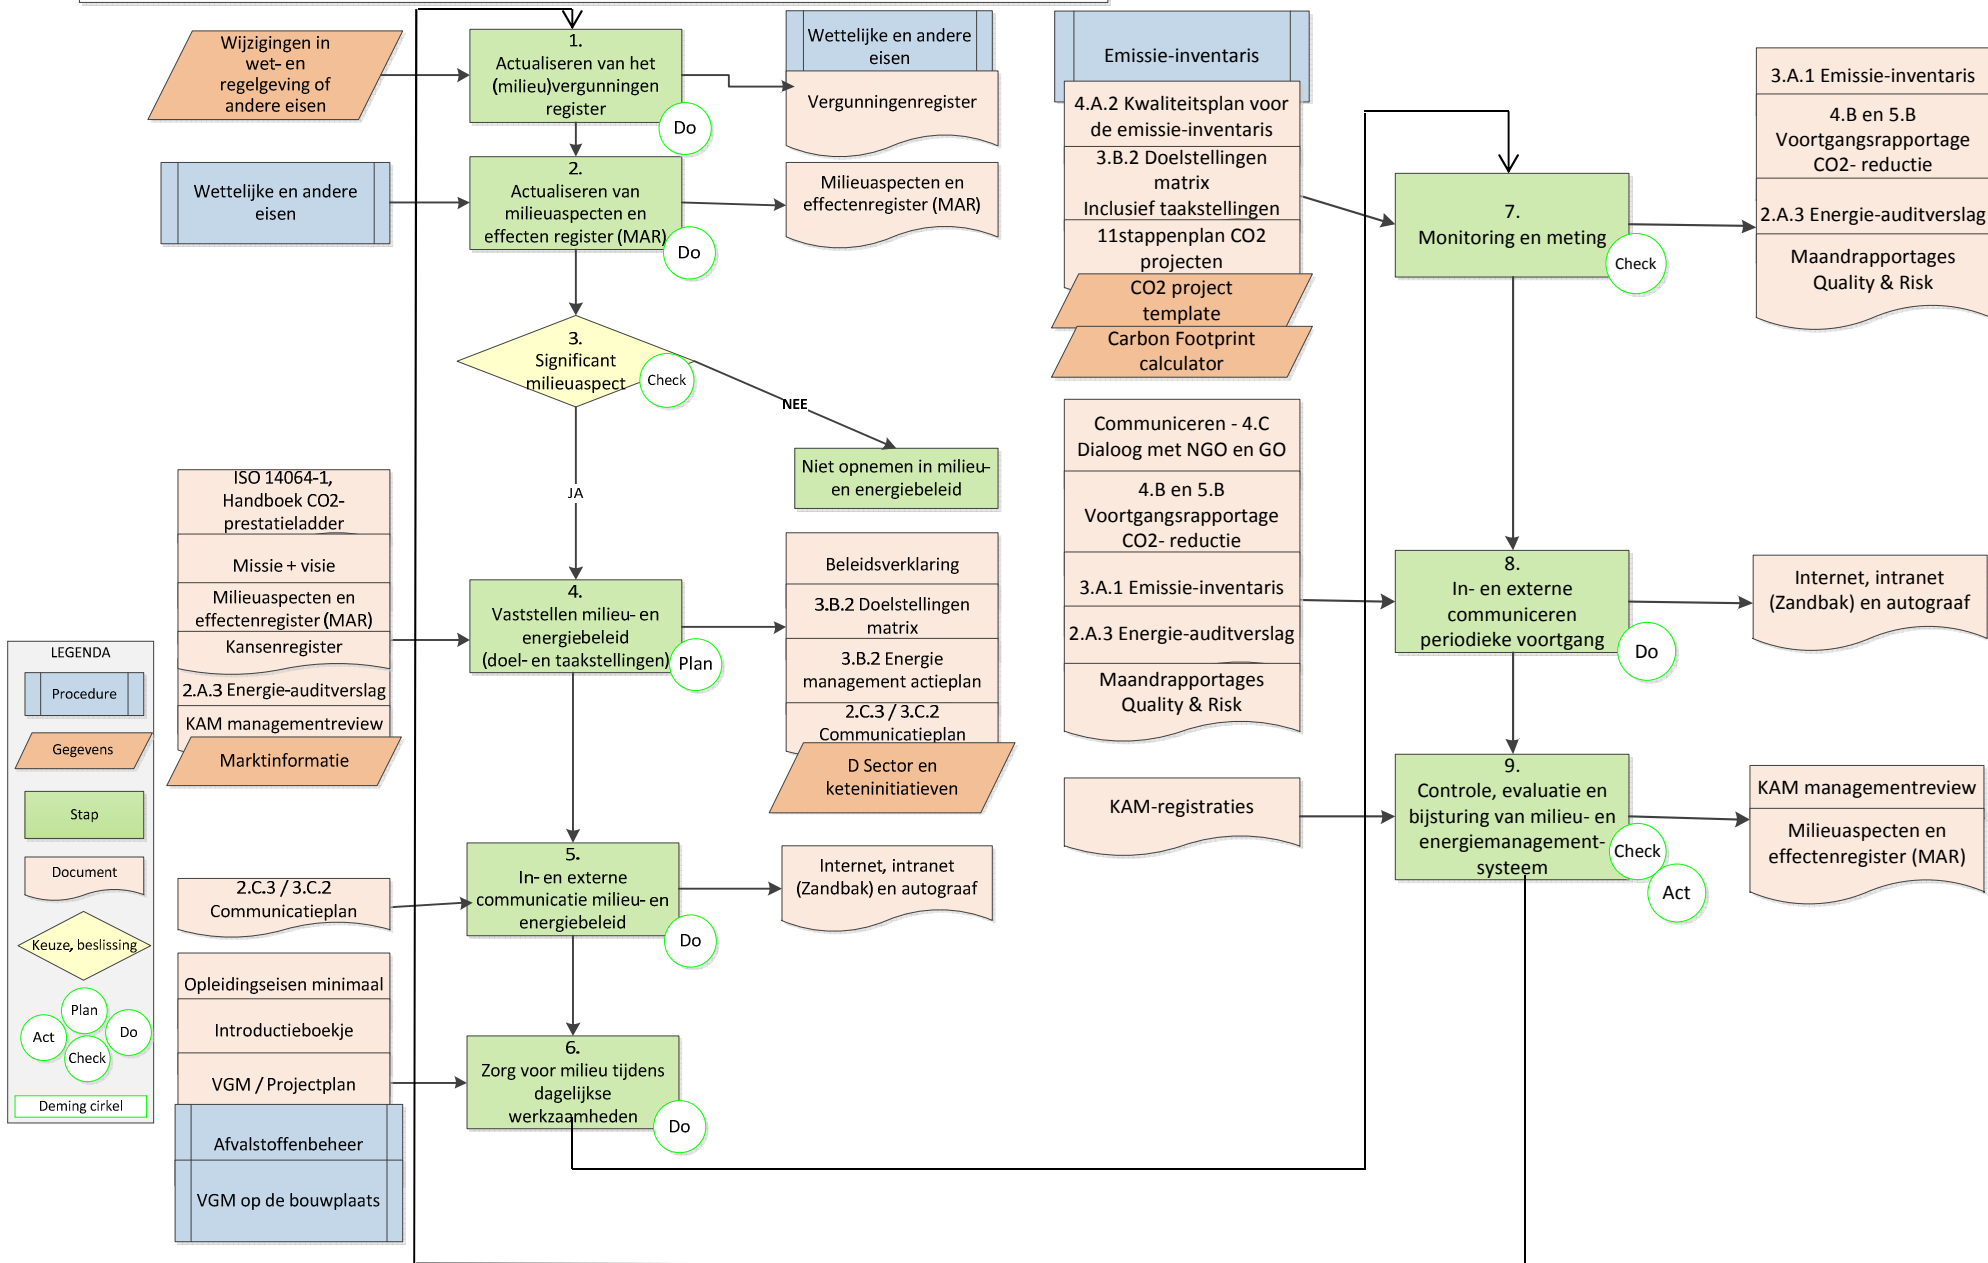 Wijzigingen in
wet- en
regelgeving of
andere eisen
1.
Actualiseren van het
(milieu)vergunningen
register
Do
Wettelijke en andere
eisen
Vergunningenregister
Wettelijke en andere
eisen
2.
Actualiseren van
milieuaspecten en
effecten register (MAR)
Do
Milieuaspecten en
effectenregister (MAR)
3.
Significant
milieuaspect
Check
NEE
Niet opnemen in milieu-
en energiebeleid
JA
ISO 14064-1,
Handboek CO2-
prestatieladder
Missie + visie
Milieuaspecten en
effectenregister (MAR)
Kansenregister
2.A.3 Energie-auditverslag
KAM managementreview
Marktinformatie
4.
Vaststellen milieu- en
energiebeleid
(doel- en taakstellingen)
Plan
Beleidsverklaring
3.B.2 Doelstellingen
matrix
3.B.2 Energie
management actieplan
2.C.3 / 3.C.2
Communicatieplan
D Sector en
keteninitiatieven
2.C.3 / 3.C.2
Communicatieplan
5.
In- en externe
communicatie milieu- en
energiebeleid
Do
Internet, intranet
(Zandbak) en autograaf
Opleidingseisen minimaal
Introductieboekje
VGM / Projectplan
Afvalstoffenbeheer
VGM op de bouwplaats
6.
Zorg voor milieu tijdens
dagelijkse
werkzaamheden
Do
LEGENDA
Procedure
Gegevens
Stap
Document
Keuze, beslissing
Plan
Act
Do
Check
Deming cirkel
Emissie-inventaris
4.A.2 Kwaliteitsplan voor
de emissie-inventaris
3.B.2 Doelstellingen
matrix
Inclusief taakstellingen
11stappenplan CO2
projecten
CO2 project
template
Carbon Footprint
calculator
7.
Monitoring en meting
Check
3.A.1 Emissie-inventaris
4.B en 5.B
Voortgangsrapportage
CO2- reductie
2.A.3 Energie-auditverslag
Maandrapportages
Quality & Risk
Communiceren - 4.C
Dialoog met NGO en GO
4.B en 5.B
Voortgangsrapportage
CO2- reductie
3.A.1 Emissie-inventaris
2.A.3 Energie-auditverslag
Maandrapportages
Quality & Risk
8.
In- en externe
communiceren
periodieke voortgang
Do
Internet, intranet
(Zandbak) en autograaf
KAM-registraties
9.
Controle, evaluatie en
bijsturing van milieu- en
energiemanagement-
systeem
Check
Act
KAM managementreview
Milieuaspecten en
effectenregister (MAR)